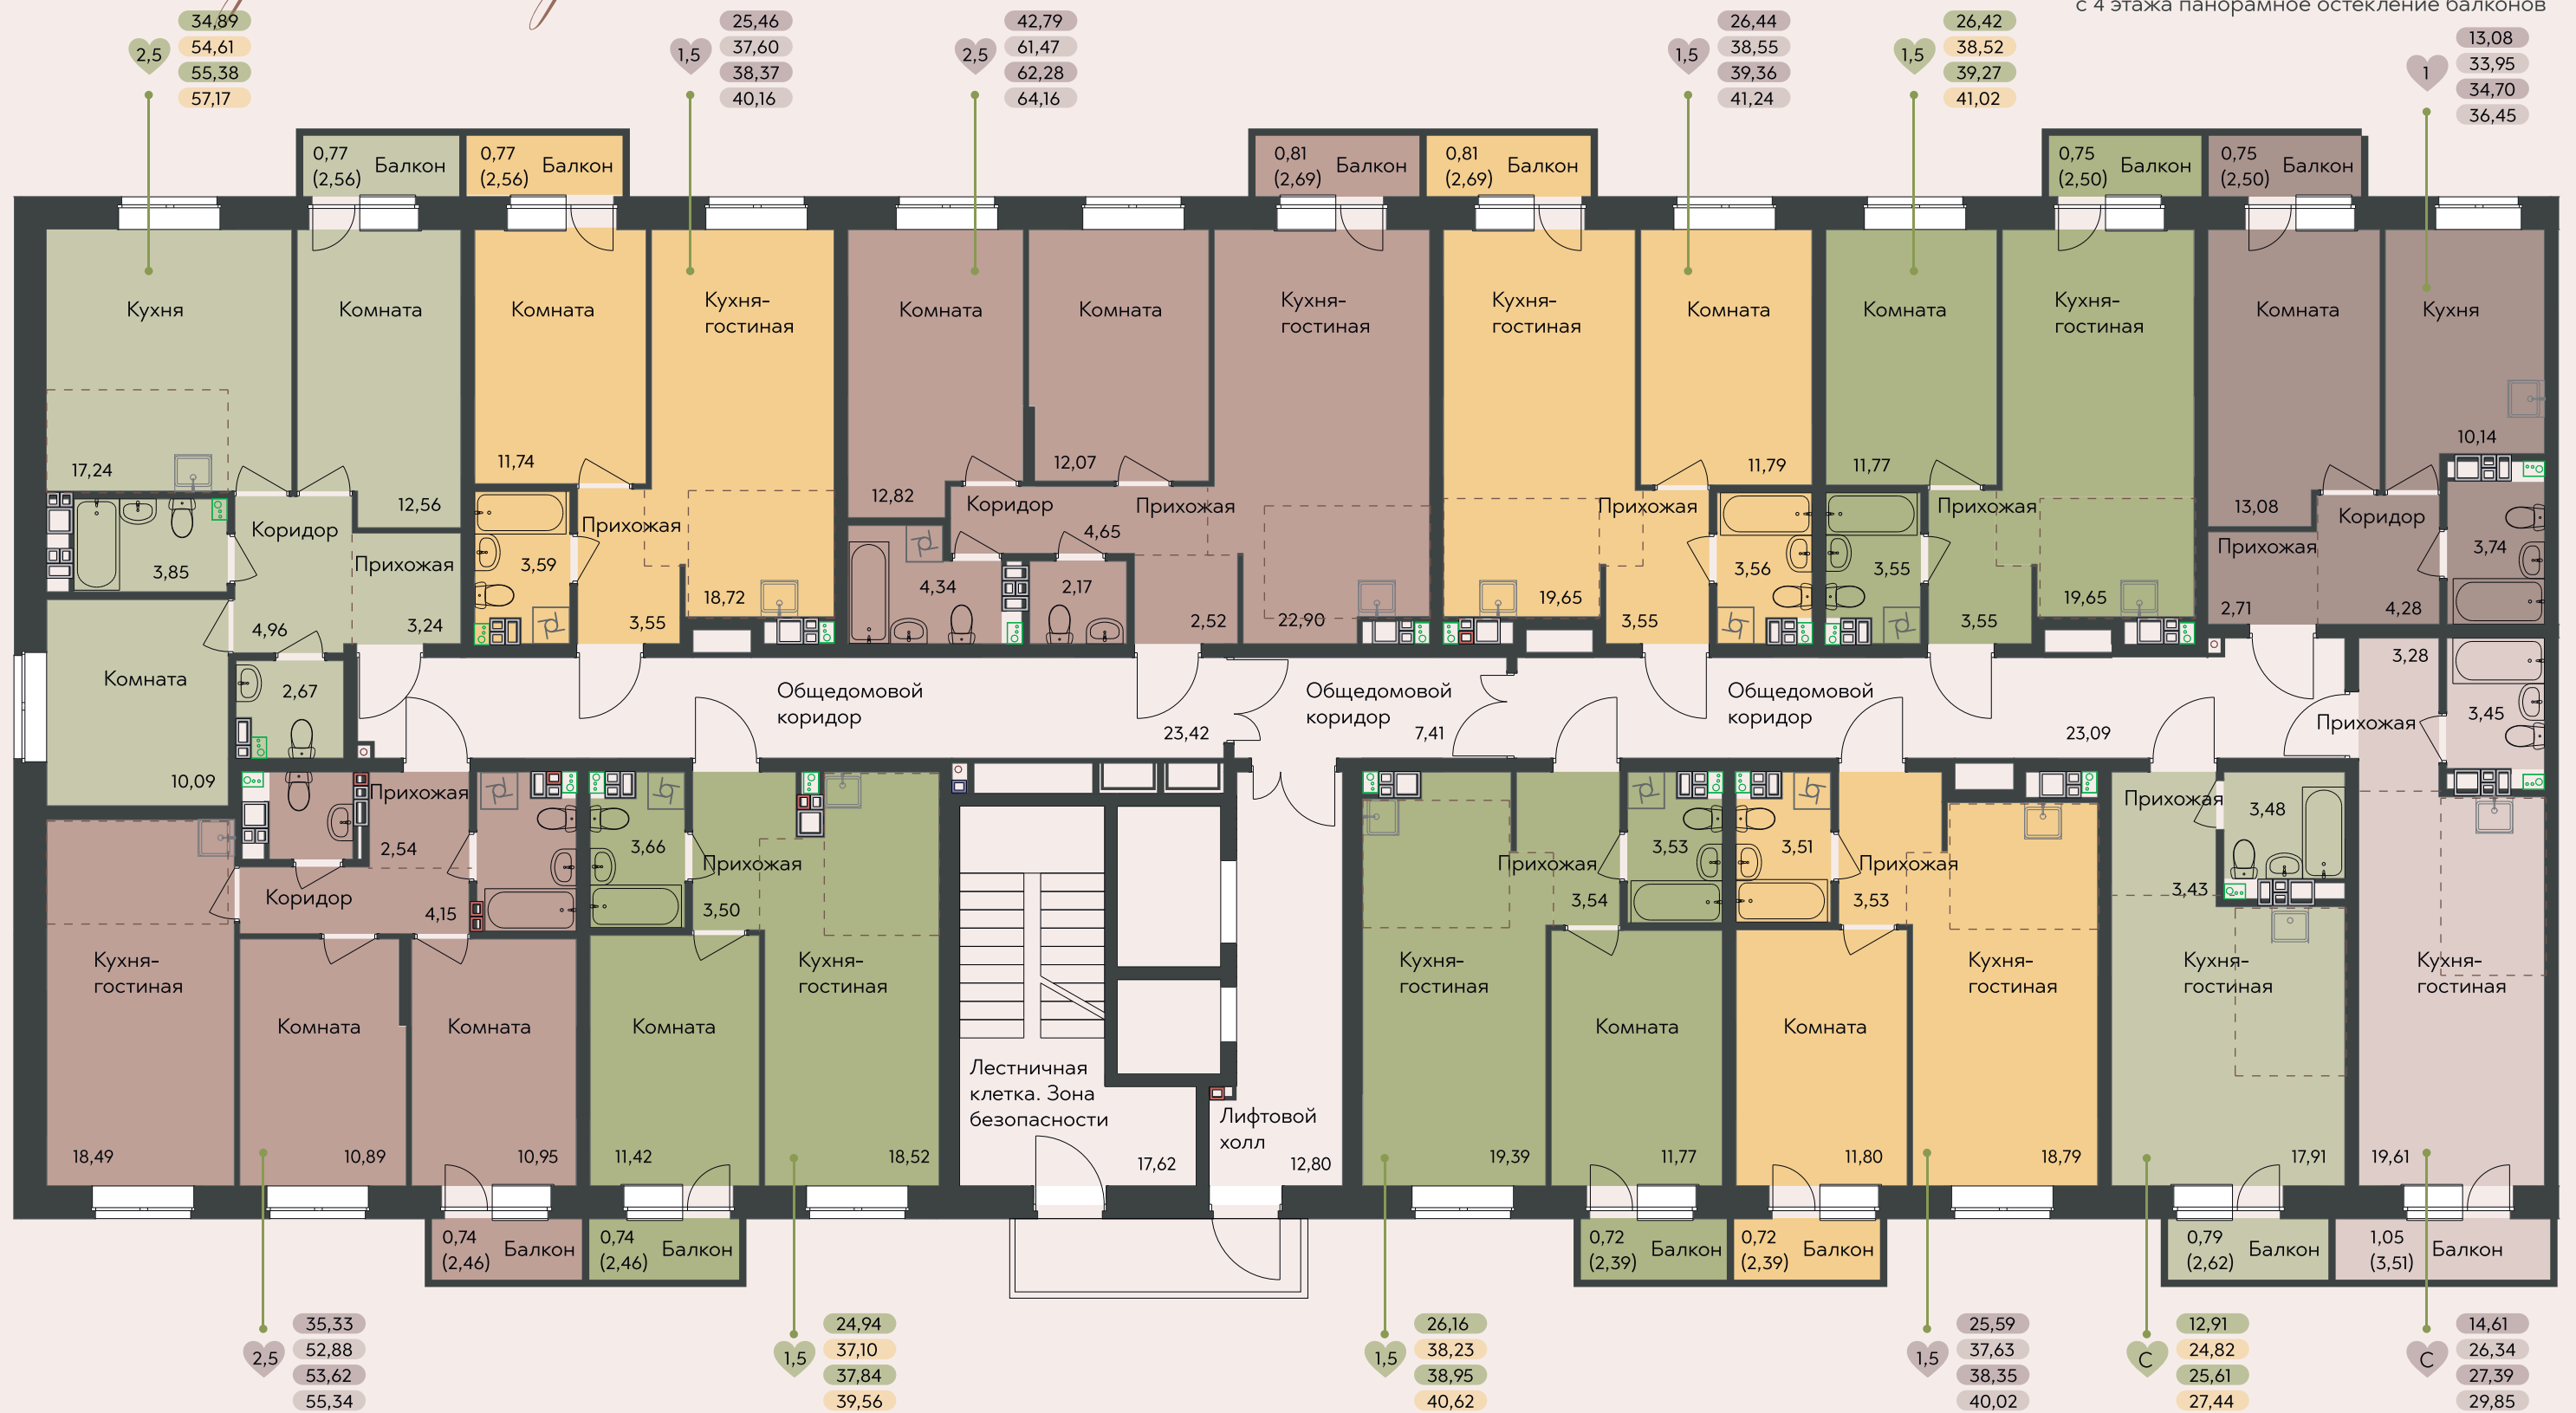 с 4 этажа панорамное остекление балконов
2,5
34,89
54,61
55,38
57,17
1,5
25,46
37,60
38,37
40,16
2,5
42,79
61,47
62,28
64,16
1,5
26,44
38,55
39,36
41,24
1,5
26,42
38,52
39,27
41,02
1
13,08
33,95
34,70
36,45
0,77
(2,56)
Балкон
0,77
(2,56)
Балкон
0,81
(2,69)
Балкон
0,81
(2,69)
Балкон
0,75
(2,50)
Балкон
0,75
(2,50)
Балкон
Кухня
17,24
Комната
12,56
Комната
11,74
Кухня-
гостиная
18,72
Комната
12,82
Комната
12,07
Кухня-
гостиная
22,90
Кухня-
гостиная
19,65
Комната
11,79
Комната
11,77
Кухня-
гостиная
19,65
Комната
13,08
Кухня
10,14
3,85
Коридор
4,96
Прихожая
3,24
3,59
Прихожая
3,55
Коридор
4,65
Прихожая
4,34
2,17
2,52
Прихожая
3,55
3,56
3,55
Прихожая
3,55
Прихожая
2,71
Коридор
4,28
3,74
Комната
10,09
2,67
Общедомовой
коридор
23,42
Общедомовой
коридор
7,41
Общедомовой
коридор
23,09
3,28
Прихожая
3,45
Прихожая
2,54
Коридор
4,15
3,66
Прихожая
3,50
Прихожая
3,54
3,53
3,51
Прихожая
3,53
Прихожая
3,43
3,48
Кухня-
гостиная
18,49
Комната
10,89
Комната
10,95
Комната
11,42
Кухня-
гостиная
18,52
Лестничная
клетка. Зона
безопасности
17,62
Лифтовой
холл
12,80
Кухня-
гостиная
19,39
Комната
11,77
Комната
11,80
Кухня-
гостиная
18,79
Кухня-
гостиная
17,91
Кухня-
гостиная
19,61
0,74
(2,46)
Балкон
0,74
(2,46)
Балкон
0,72
(2,39)
Балкон
0,72
(2,39)
Балкон
0,79
(2,62)
Балкон
1,05
(3,51)
Балкон
2,5
35,33
52,88
53,62
55,34
1,5
24,94
37,10
37,84
39,56
1,5
26,16
38,23
38,95
40,62
1,5
25,59
37,63
38,35
40,02
С
12,91
24,82
25,61
27,44
С
14,61
26,34
27,39
29,85